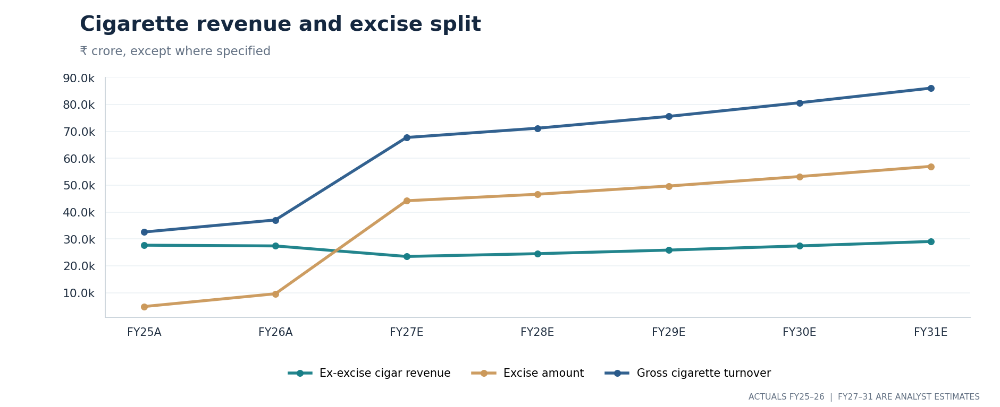 Cigarette revenue and excise split
₹ crore, except where specified
90.0k
80.0k
70.0k
60.0k
50.0k
40.0k
30.0k
20.0k
10.0k
FY25A FY26A FY27E FY28E FY29E FY30E FY31E
Ex-excise cigar revenue Excise amount Gross cigarette turnover
ACTUALS FY25–26 | FY27–31 ARE ANALYST ESTIMATES